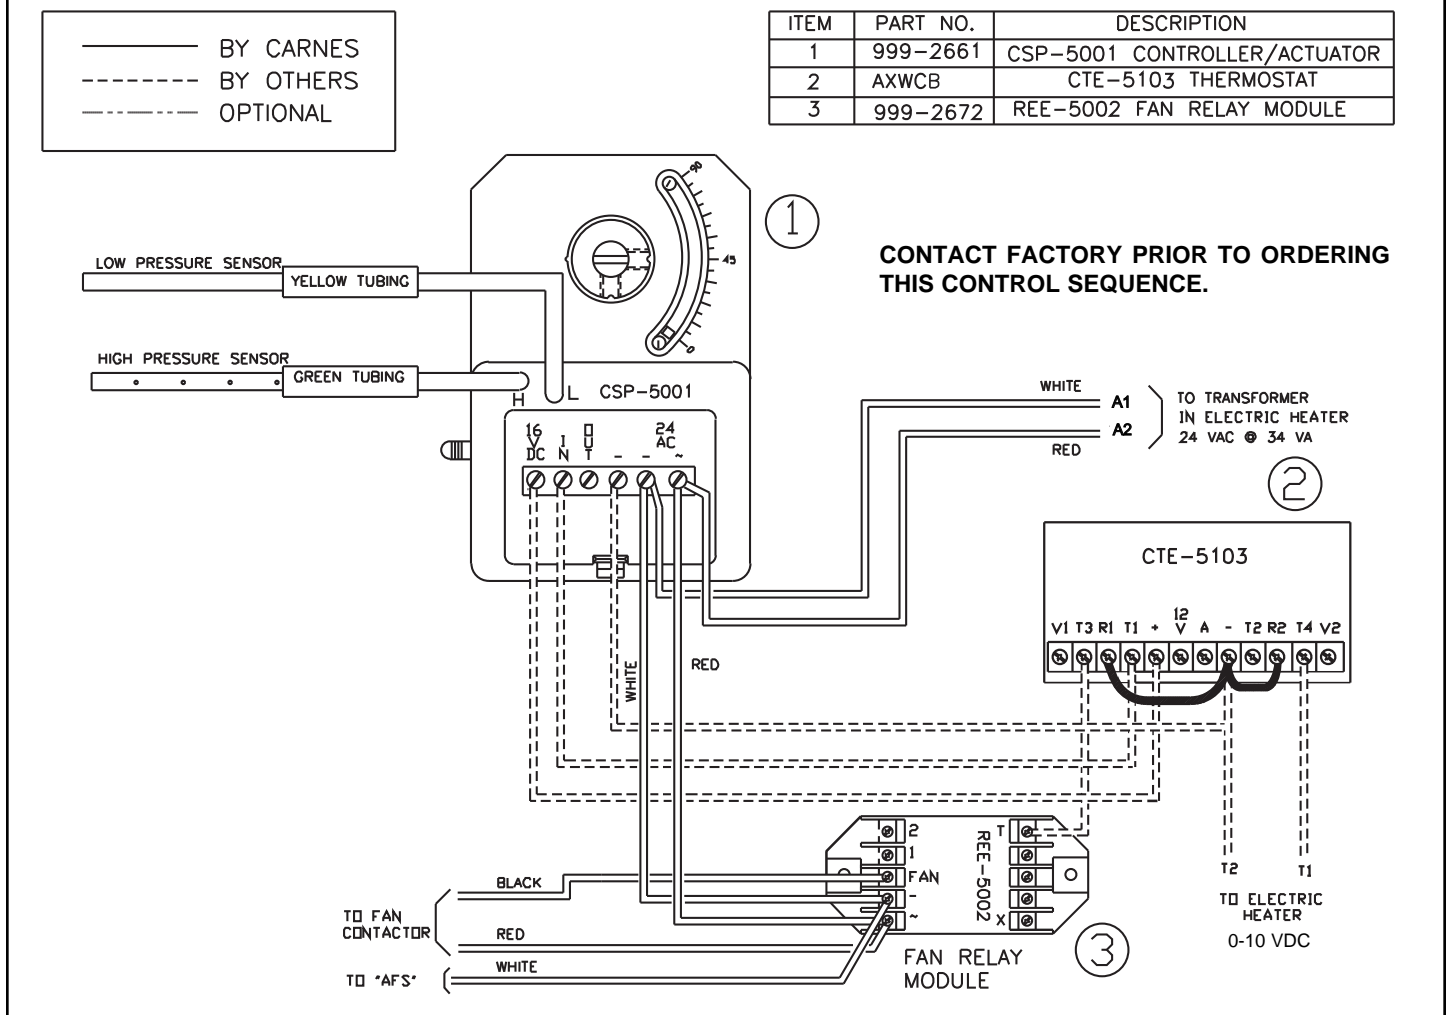 BY CARNES
BY OTHERS
OPTIONAL
ITEM PART NO. DESCRIPTION
1 999-2661 CSP-5001 CONTROLLER/ACTUATOR
2 AXWCB CTE-5103 THERMOSTAT
3 999-2672 REE-5002 FAN RELAY MODULE
90
45
0
1
CONTACT FACTORY PRIOR TO ORDERING
THIS CONTROL SEQUENCE.
LOW PRESSURE SENSOR
YELLOW TUBING
HIGH PRESSURE SENSOR
GREEN TUBING
H
L
CSP-5001
16 V DC
IN
OUT
-
-
24 AC ~
WHITE
A1
A2
RED
TO TRANSFORMER
IN ELECTRIC HEATER
24 VAC @ 34 VA
2
CTE-5103
V1 T3 R1 T1 + 12 V A - T2 R2 T4 V2
WHITE
RED
2
1
FAN
-
~
REE-5002
T
X
T2
T1
TO ELECTRIC
HEATER
0-10 VDC
BLACK
TO FAN
CONTACTOR
RED
WHITE
TO "AFS"
FAN RELAY
MODULE
3